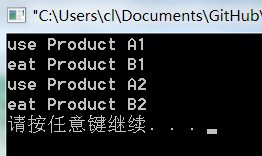 "C:\Users\cl\Documents\GitHub\
use Product A1
eat Product B1
use Product A2
eat Product B2
请按任意键继续. . .